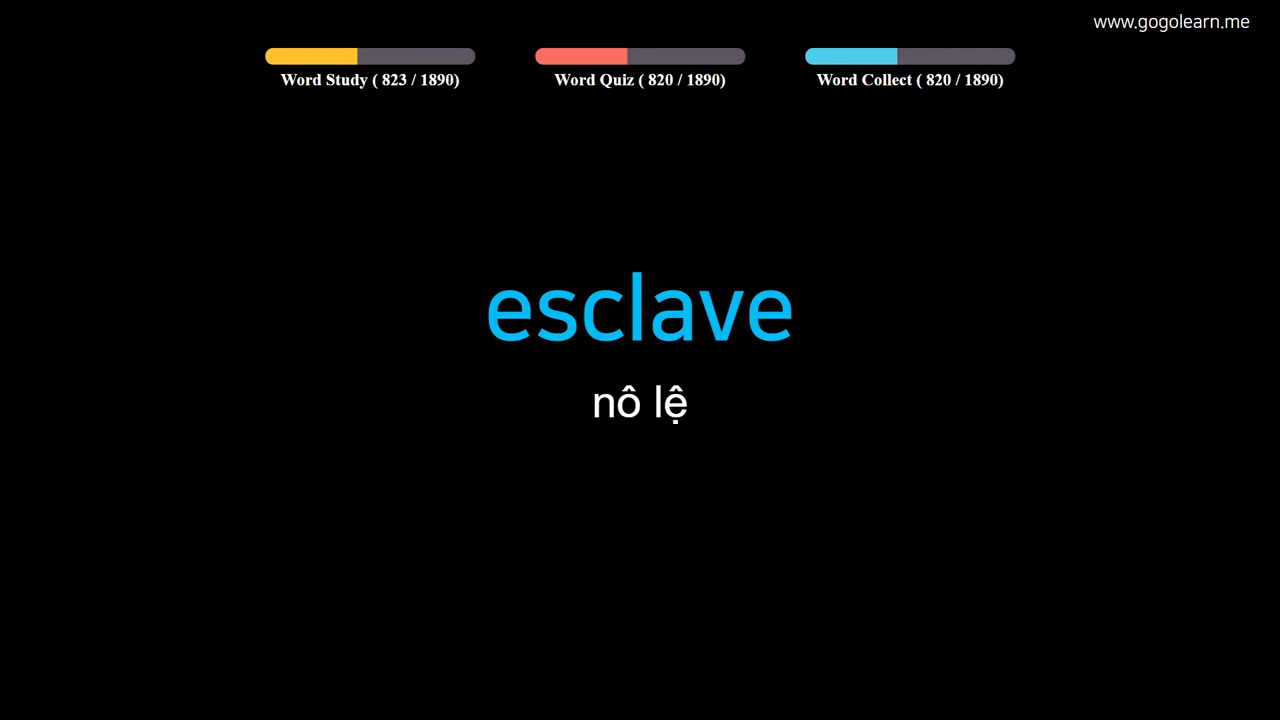 www.gogolearn.me
Word Study ( 823 / 1890)
Word Quiz ( 820 / 1890)
Word Collect ( 820 / 1890)
esclave
nô lệ